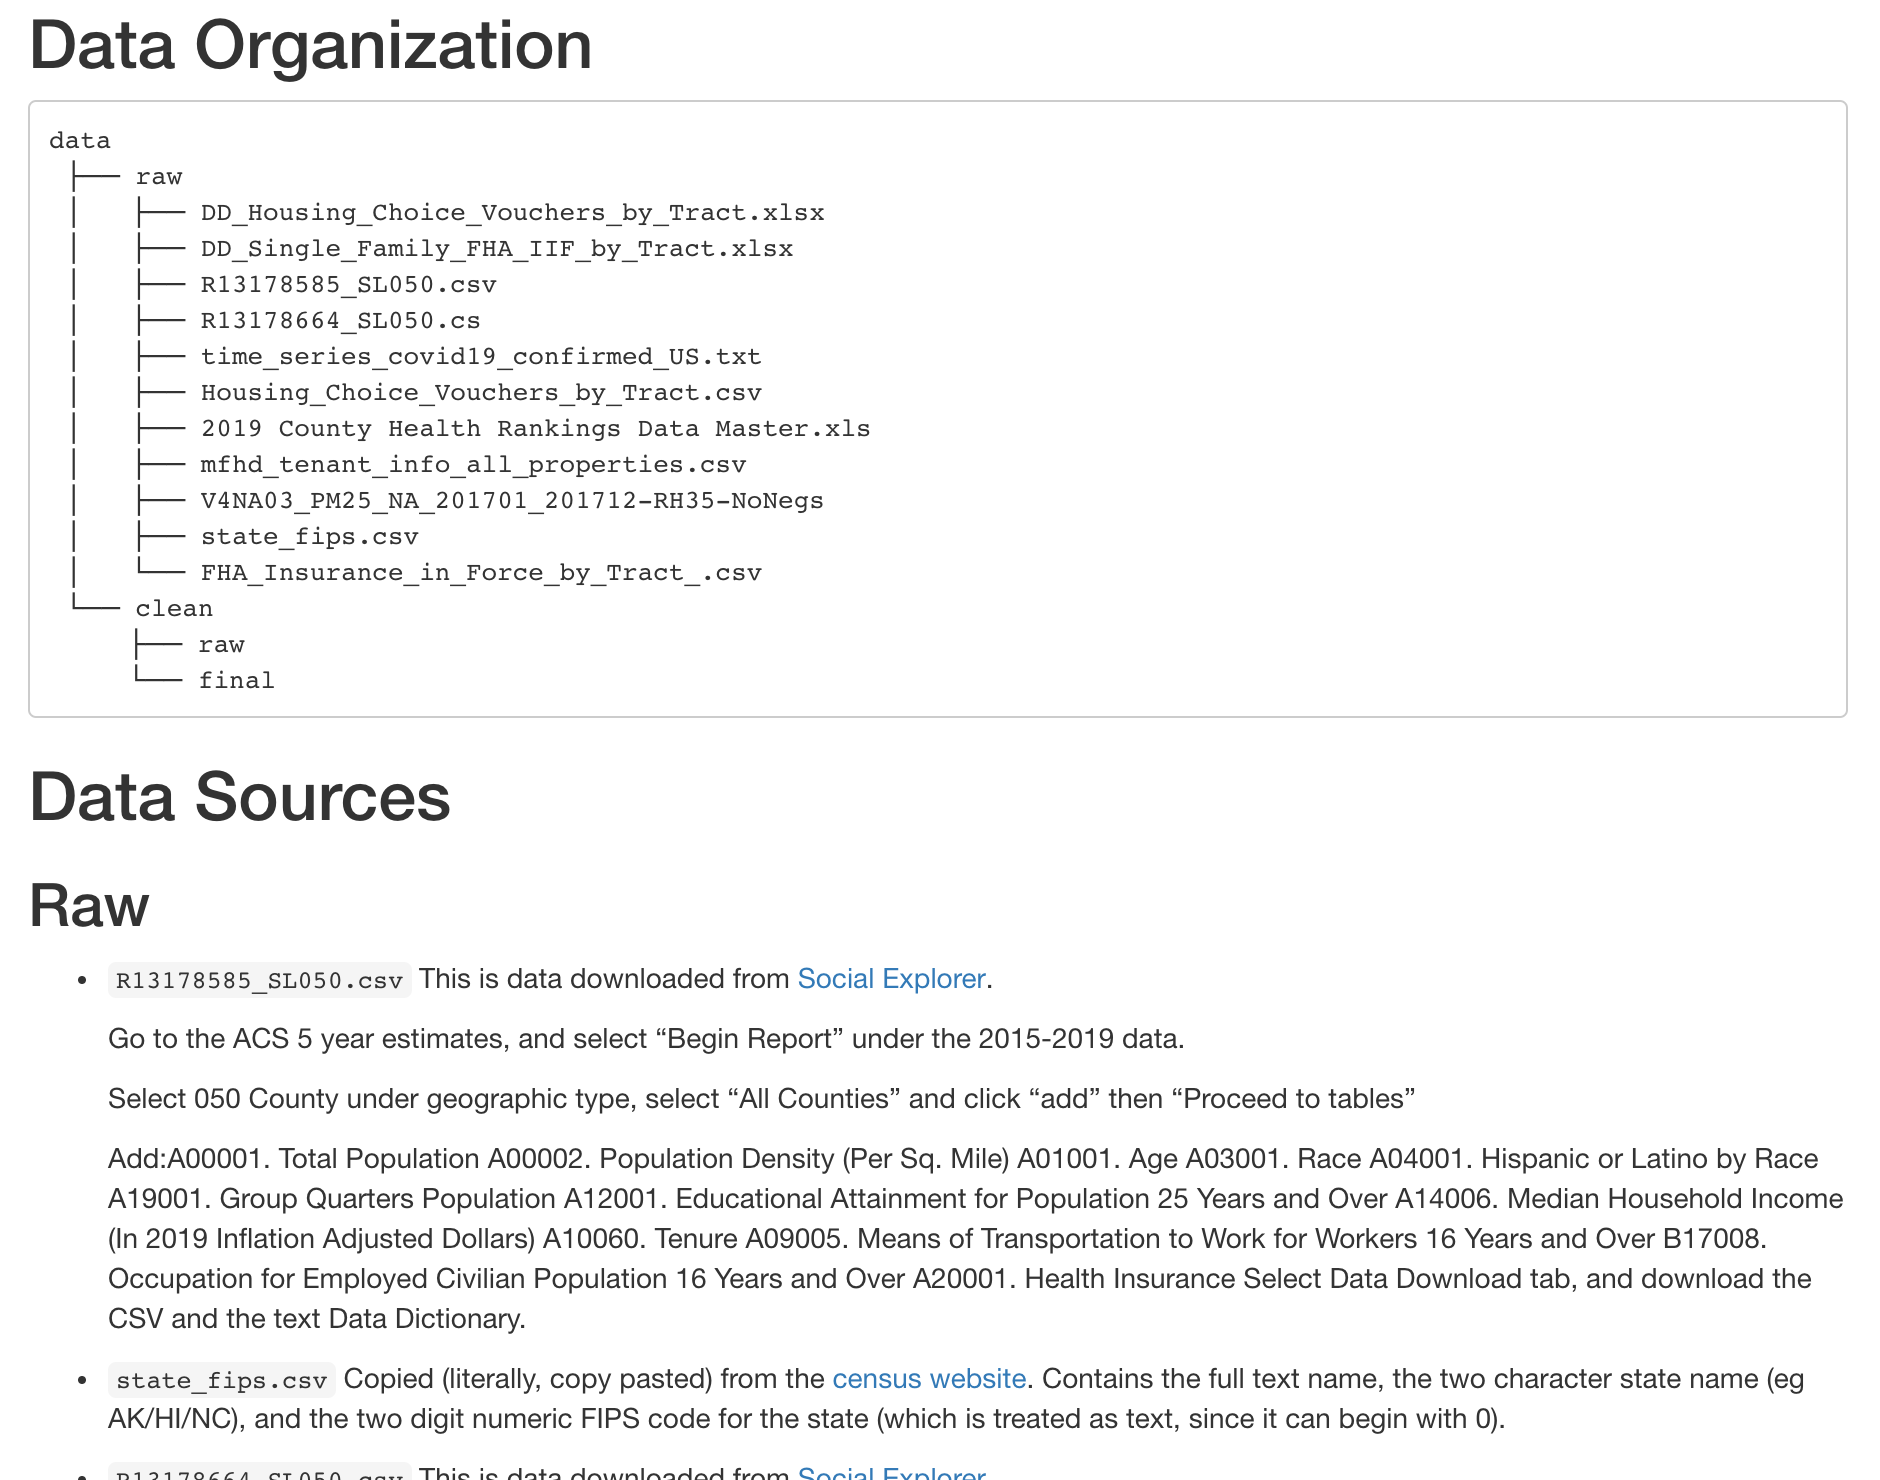 Data Organization
data
├── raw
│   ├── DD_Housing_Choice_Vouchers_by_Tract.xlsx
│   ├── DD_Single_Family_FHA_IIF_by_Tract.xlsx
│   ├── R13178585_SL050.csv
│   ├── R13178664_SL050.cs
│   ├── time_series_covid19_confirmed_US.txt
│   ├── Housing_Choice_Vouchers_by_Tract.csv
│   ├── 2019 County Health Rankings Data Master.xls
│   ├── mfhd_tenant_info_all_properties.csv
│   ├── V4NA03_PM25_NA_201701_201712-RH35-NoNegs
│   ├── state_fips.csv
│   └── FHA_Insurance_in_Force_by_Tract_.csv
└── clean
    ├── raw
    └── final
Data Sources
Raw
• R13178585_SL050.csv This is data downloaded from Social Explorer.
Go to the ACS 5 year estimates, and select “Begin Report” under the 2015-2019 data.
Select 050 County under geographic type, select “All Counties” and click “add” then “Proceed to tables”
Add:A00001. Total Population A00002. Population Density (Per Sq. Mile) A01001. Age A03001. Race A04001. Hispanic or Latino by Race
A19001. Group Quarters Population A12001. Educational Attainment for Population 25 Years and Over A14006. Median Household Income
(In 2019 Inflation Adjusted Dollars) A10060. Tenure A09005. Means of Transportation to Work for Workers 16 Years and Over B17008.
Occupation for Employed Civilian Population 16 Years and Over A20001. Health Insurance Select Data Download tab, and download the
CSV and the text Data Dictionary.
• state_fips.csv Copied (literally, copy pasted) from the census website. Contains the full text name, the two character state name (eg
AK/HI/NC), and the two digit numeric FIPS code for the state (which is treated as text, since it can begin with 0).
• R13178664_SL050.csv This is data downloaded from Social Explorer.